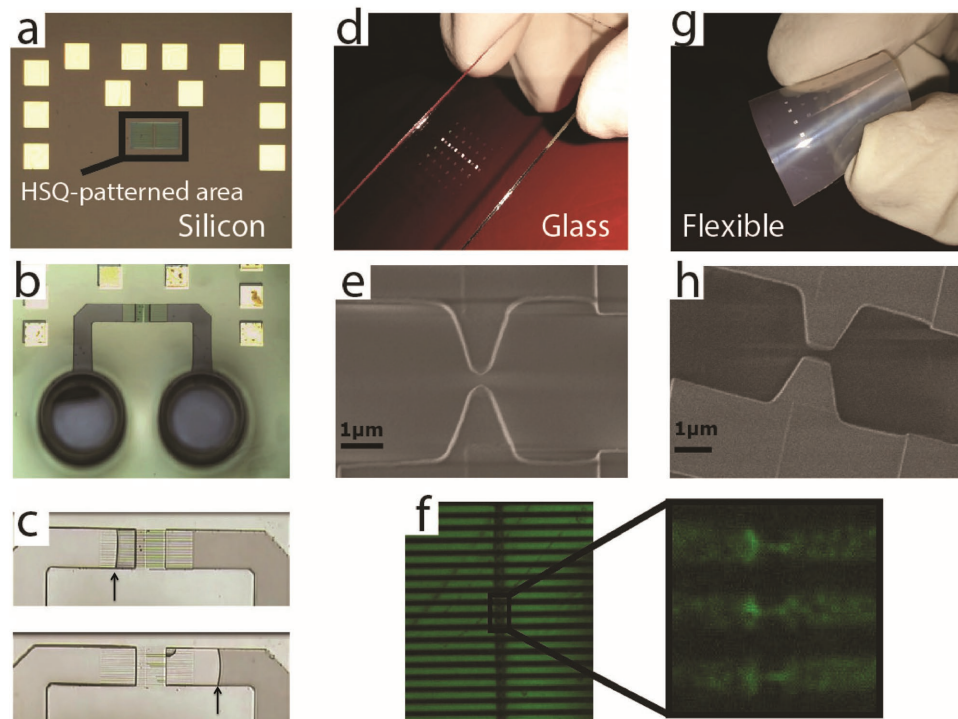 a
HSQ-patterned area
Silicon
b
c
d
Glass
e
1μm
f
g
Flexible
h
1μm